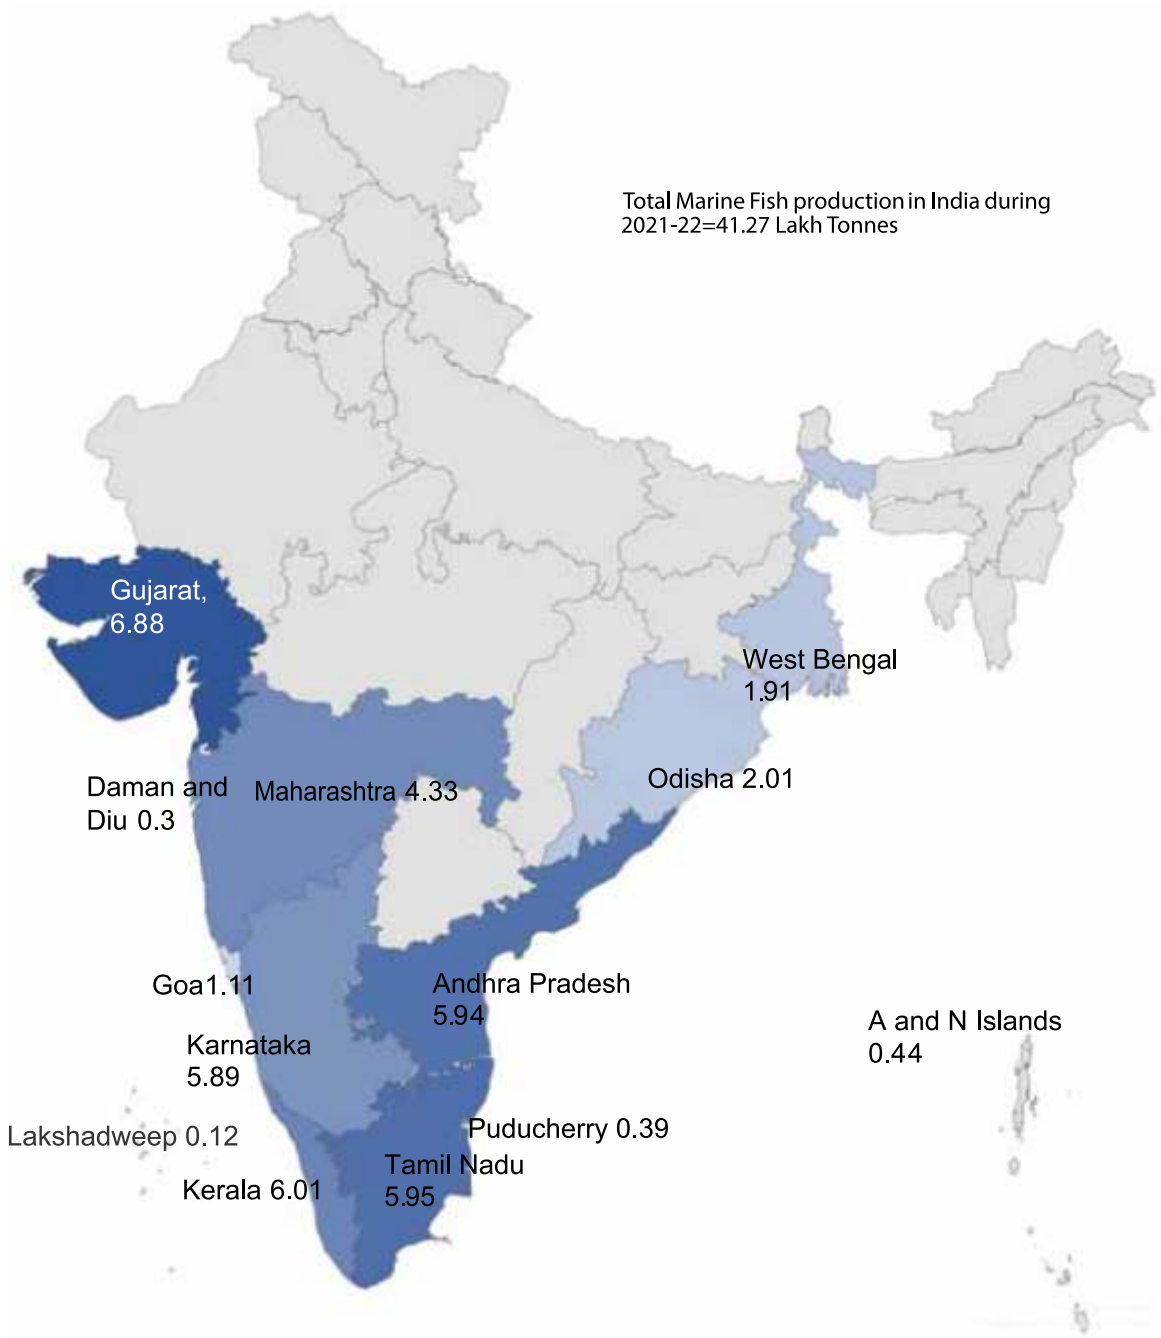 Total Marine Fish production in India during
2021-22=41.27 Lakh Tonnes
Gujarat,
6.88
West Bengal
1.91
Daman and
Diu 0.3
Maharashtra 4.33
Odisha 2.01
Goa1.11
Andhra Pradesh
5.94
A and N Islands
0.44
Karnataka
5.89
Lakshadweep 0.12
Puducherry 0.39
Tamil Nadu
5.95
Kerala 6.01